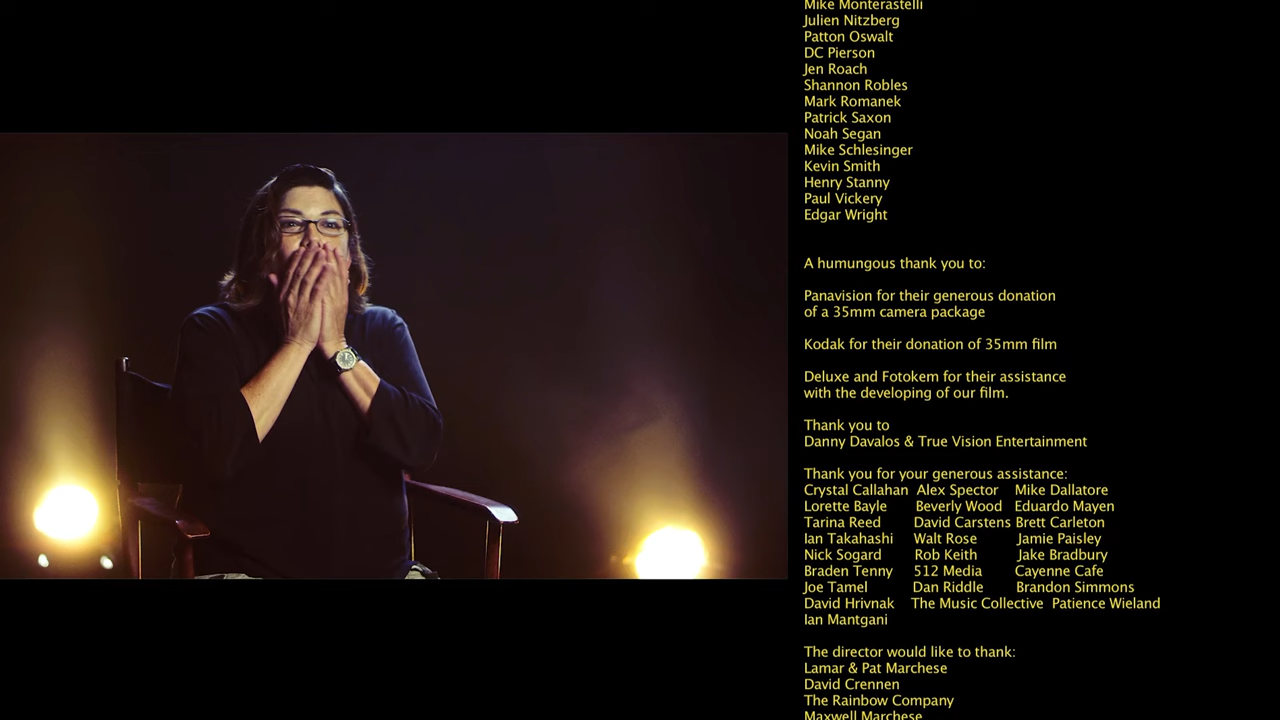 Mike Monterastelli
Julien Nitzberg
Patton Oswalt
DC Pierson
Jen Roach
Shannon Robles
Mark Romanek
Patrick Saxon
Noah Segan
Mike Schlesinger
Kevin Smith
Henry Stanny
Paul Vickery
Edgar Wright
A humungous thank you to:
Panavision for their generous donation
of a 35mm camera package
Kodak for their donation of 35mm film
Deluxe and Fotokem for their assistance
with the developing of our film.
Thank you to
Danny Davalos & True Vision Entertainment
Thank you for your generous assistance:
Crystal Callahan Alex Spector Mike Dallatore
Lorette Bayle Beverly Wood Eduardo Mayen
Tarina Reed David Carstens Brett Carleton
Ian Takahashi Walt Rose Jamie Paisley
Nick Sogard Rob Keith Jake Bradbury
Braden Tenny 512 Media Cayenne Cafe
Joe Tamel Dan Riddle Brandon Simmons
David Hrivnak The Music Collective Patience Wieland
Ian Mantgani
The director would like to thank:
Lamar & Pat Marchese
David Crennen
The Rainbow Company
Maxwell Marchese